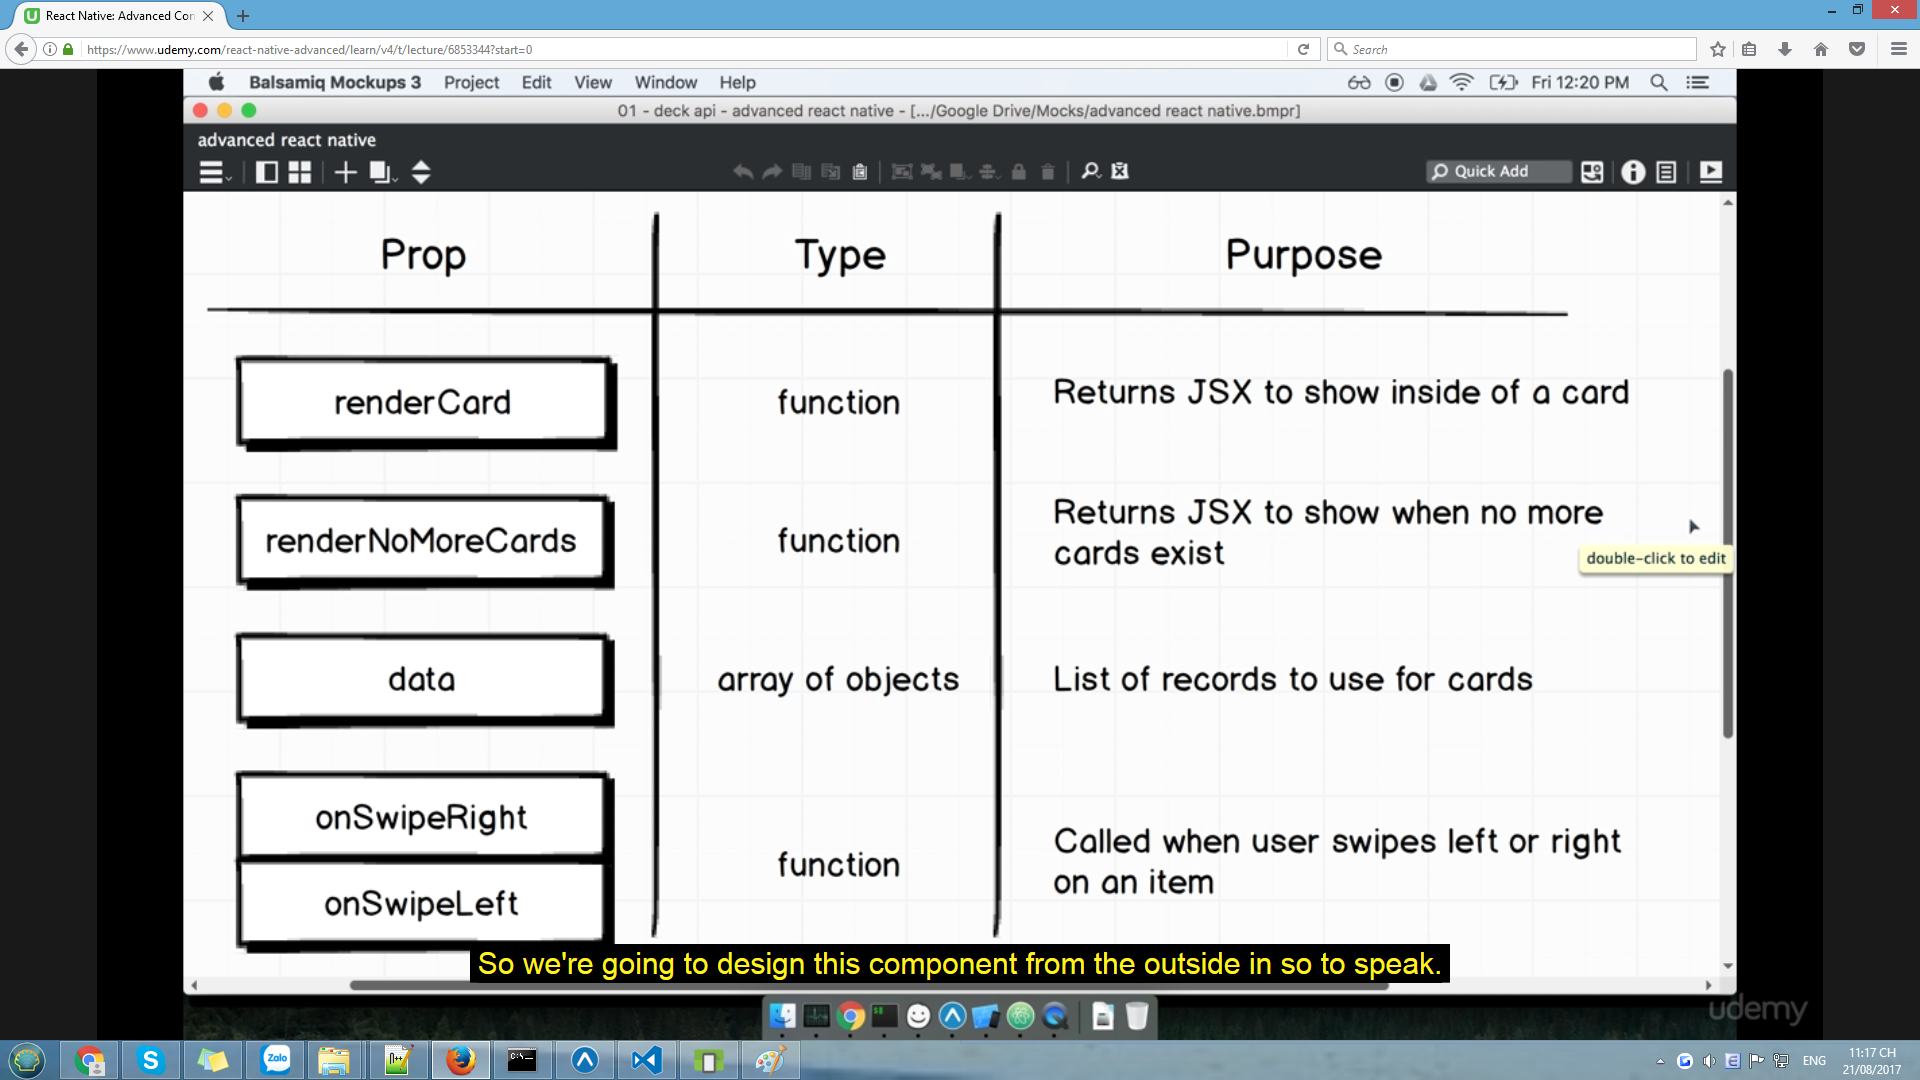 React Native: Advanced Con
https://www.udemy.com/react-native-advanced/learn/v4/t/lecture/6853344?start=0
Search
Balsamiq Mockups 3 Project Edit View Window Help
Fri 12:20 PM
01 - deck api - advanced react native - [.../Google Drive/Mocks/advanced react native.bmpr]
advanced react native
Quick Add
Prop Type Purpose
renderCard function Returns JSX to show inside of a card
renderNoMoreCards function Returns JSX to show when no more
cards exist
double-click to edit
data array of objects List of records to use for cards
onSwipeRight
onSwipeLeft
function
Called when user swipes left or right
on an item
So we're going to design this component from the outside in so to speak.
udemy
Zalo
ENG
11:17 CH
21/08/2017